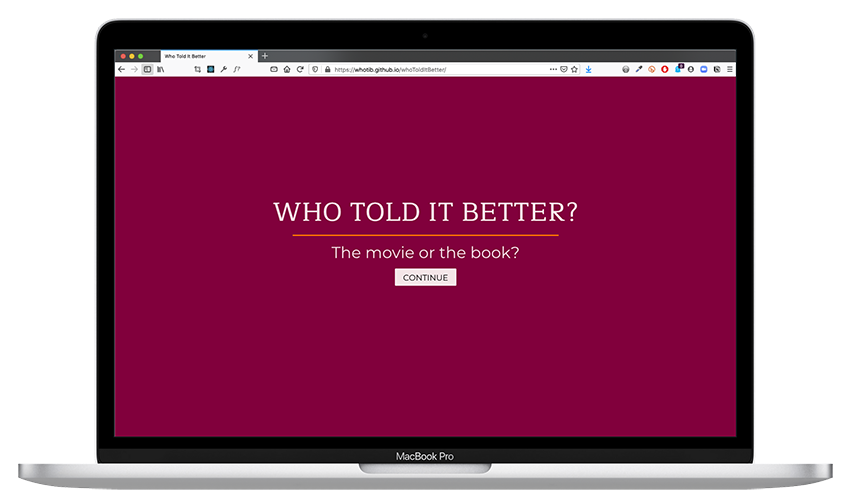 Who Told It Better
https://whotib.github.io/whoToldItBetter/
WHO TOLD IT BETTER?
The movie or the book?
CONTINUE
MacBook Pro